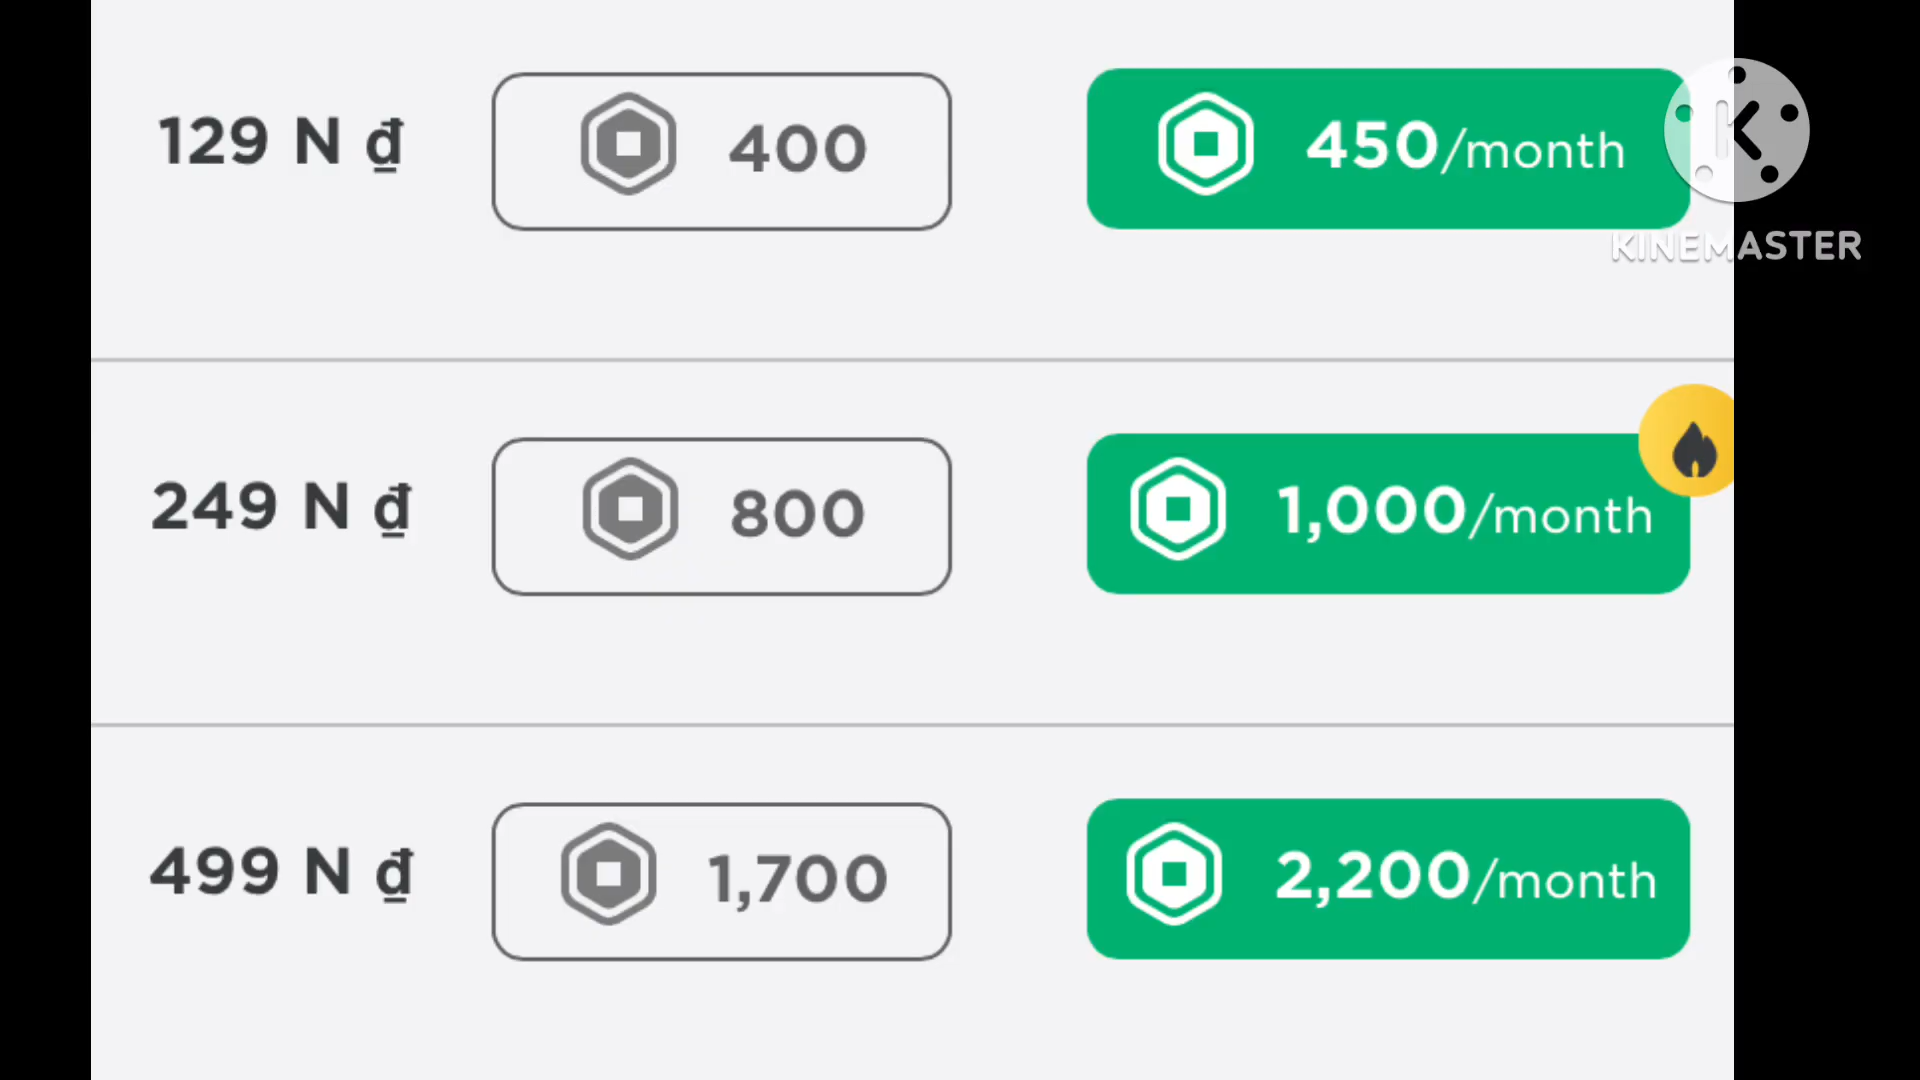 129 N ₫ 400 450/month
KINEMASTER
249 N ₫ 800 1,000/month
499 N ₫ 1,700 2,200/month